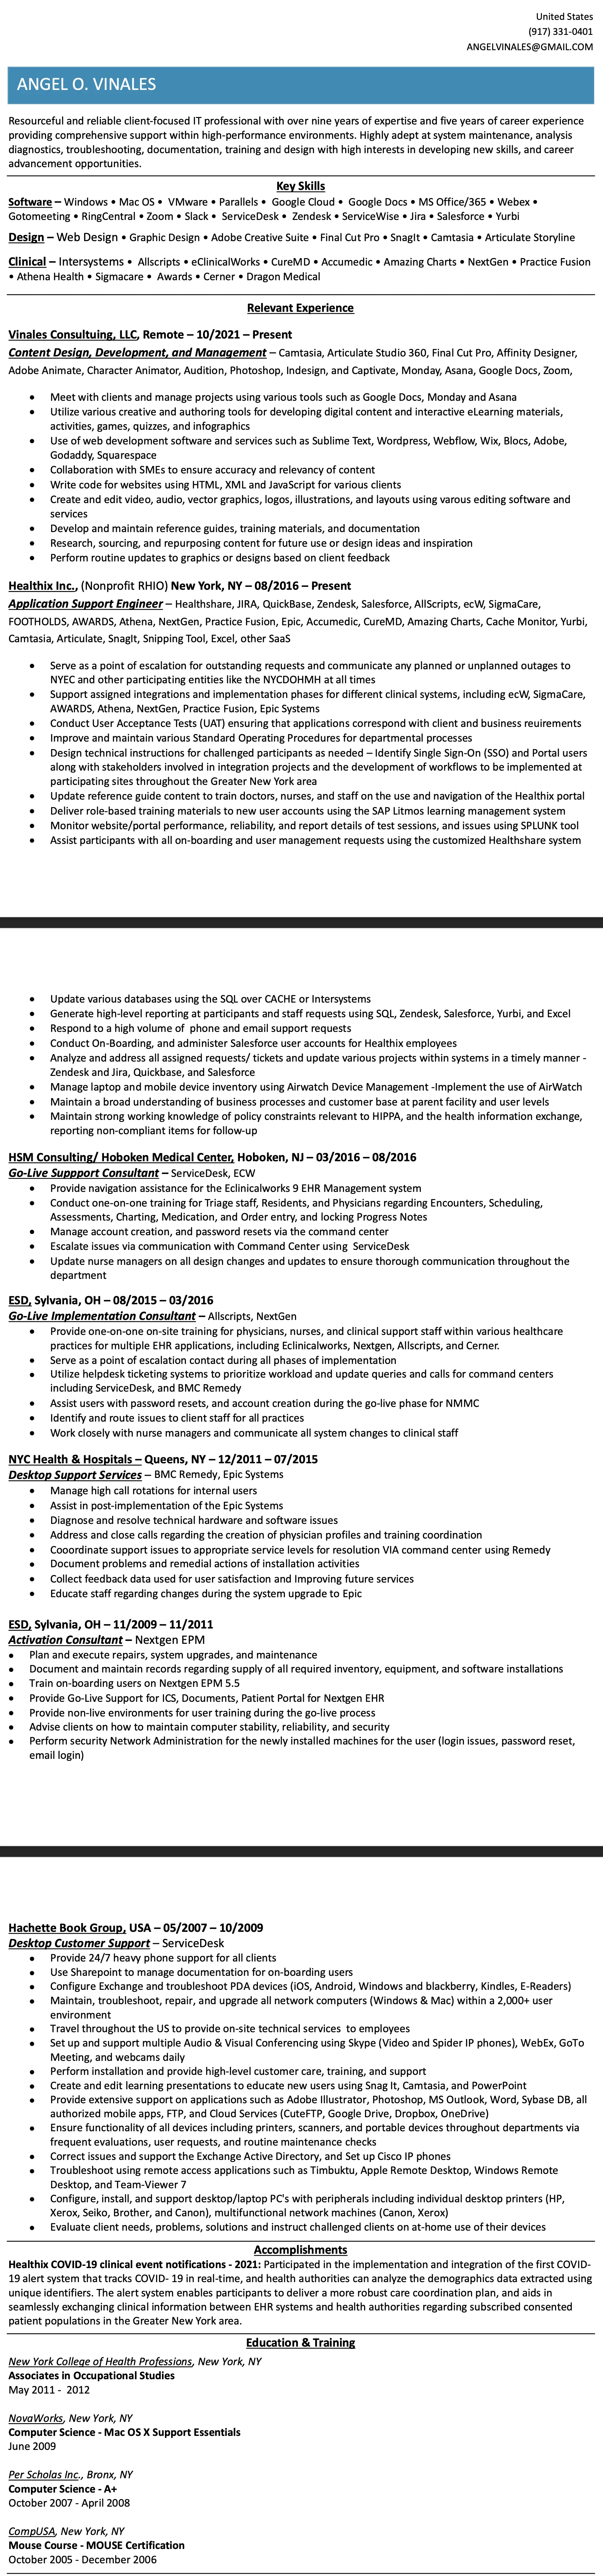 United States
(917) 331-0401
ANGELVINALES@GMAIL.COM
ANGEL O. VINALES
Resourceful and reliable client-focused IT professional with over nine years of expertise and five years of career experience
providing comprehensive support within high-performance environments. Highly adept at system maintenance, analysis
diagnostics, troubleshooting, documentation, training and design with high interests in developing new skills, and career
advancement opportunities.
Key Skills
Software – Windows • Mac OS • VMware • Parallels • Google Cloud • Google Docs • MS Office/365 • Webex •
Gotomeeting • RingCentral • Zoom • Slack • ServiceDesk • Zendesk • ServiceWise • Jira • Salesforce • Yurbi
Design – Web Design • Graphic Design • Adobe Creative Suite • Final Cut Pro • SnagIt • Camtasia • Articulate Storyline
Clinical – Intersystems • Allscripts • eClinicalWorks • CureMD • Accumedic • Amazing Charts • NextGen • Practice Fusion
• Athena Health • Sigmacare • Awards • Cerner • Dragon Medical
Relevant Experience
Vinales Consultuing, LLC, Remote – 10/2021 – Present
Content Design, Development, and Management – Camtasia, Articulate Studio 360, Final Cut Pro, Affinity Designer,
Adobe Animate, Character Animator, Audition, Photoshop, Indesign, and Captivate, Monday, Asana, Google Docs, Zoom,
• Meet with clients and manage projects using various tools such as Google Docs, Monday and Asana
• Utilize various creative and authoring tools for developing digital content and interactive eLearning materials,
activities, games, quizzes, and infographics
• Use of web development software and services such as Sublime Text, Wordpress, Webflow, Wix, Blocs, Adobe,
Godaddy, Squarespace
• Collaboration with SMEs to ensure accuracy and relevancy of content
• Write code for websites using HTML, XML and JavaScript for various clients
• Create and edit video, audio, vector graphics, logos, illustrations, and layouts using varous editing software and
services
• Develop and maintain reference guides, training materials, and documentation
• Research, sourcing, and repurposing content for future use or design ideas and inspiration
• Perform routine updates to graphics or designs based on client feedback
Healthix Inc., (Nonprofit RHIO) New York, NY – 08/2016 – Present
Application Support Engineer – Healthshare, JIRA, QuickBase, Zendesk, Salesforce, AllScripts, ecW, SigmaCare,
FOOTHOLDS, AWARDS, Athena, NextGen, Practice Fusion, Epic, Accumedic, CureMD, Amazing Charts, Cache Monitor, Yurbi,
Camtasia, Articulate, SnagIt, Snipping Tool, Excel, other SaaS
• Serve as a point of escalation for outstanding requests and communicate any planned or unplanned outages to
NYEC and other participating entities like the NYCDOHMH at all times
• Support assigned integrations and implementation phases for different clinical systems, including ecW, SigmaCare,
AWARDS, Athena, NextGen, Practice Fusion, Epic Systems
• Conduct User Acceptance Tests (UAT) ensuring that applications correspond with client and business reuirements
• Improve and maintain various Standard Operating Procedures for departmental processes
• Design technical instructions for challenged participants as needed – Identify Single Sign-On (SSO) and Portal users
along with stakeholders involved in integration projects and the development of workflows to be implemented at
participating sites throughout the Greater New York area
• Update reference guide content to train doctors, nurses, and staff on the use and navigation of the Healthix portal
• Deliver role-based training materials to new user accounts using the SAP Litmos learning management system
• Monitor website/portal performance, reliability, and report details of test sessions, and issues using SPLUNK tool
• Assist participants with all on-boarding and user management requests using the customized Healthshare system
• Update various databases using the SQL over CACHE or Intersystems
• Generate high-level reporting at participants and staff requests using SQL, Zendesk, Salesforce, Yurbi, and Excel
• Respond to a high volume of phone and email support requests
• Conduct On-Boarding, and administer Salesforce user accounts for Healthix employees
• Analyze and address all assigned requests/ tickets and update various projects within systems in a timely manner -
Zendesk and Jira, Quickbase, and Salesforce
• Manage laptop and mobile device inventory using Airwatch Device Management -Implement the use of AirWatch
• Maintain a broad understanding of business processes and customer base at parent facility and user levels
• Maintain strong working knowledge of policy constraints relevant to HIPPA, and the health information exchange,
reporting non-compliant items for follow-up
HSM Consulting/ Hoboken Medical Center, Hoboken, NJ – 03/2016 – 08/2016
Go-Live Suppport Consultant – ServiceDesk, ECW
• Provide navigation assistance for the Eclinicalworks 9 EHR Management system
• Conduct one-on-one training for Triage staff, Residents, and Physicians regarding Encounters, Scheduling,
Assessments, Charting, Medication, and Order entry, and locking Progress Notes
• Manage account creation, and password resets via the command center
• Escalate issues via communication with Command Center using ServiceDesk
• Update nurse managers on all design changes and updates to ensure thorough communication throughout the
department
ESD, Sylvania, OH – 08/2015 – 03/2016
Go-Live Implementation Consultant – Allscripts, NextGen
• Provide one-on-one on-site training for physicians, nurses, and clinical support staff within various healthcare
practices for multiple EHR applications, including Eclinicalworks, Nextgen, Allscripts, and Cerner.
• Serve as a point of escalation contact during all phases of implementation
• Utilize helpdesk ticketing systems to prioritize workload and update queries and calls for command centers
including ServiceDesk, and BMC Remedy
• Assist users with password resets, and account creation during the go-live phase for NMMC
• Identify and route issues to client staff for all practices
• Work closely with nurse managers and communicate all system changes to clinical staff
NYC Health & Hospitals – Queens, NY – 12/2011 – 07/2015
Desktop Support Services – BMC Remedy, Epic Systems
• Manage high call rotations for internal users
• Assist in post-implementation of the Epic Systems
• Diagnose and resolve technical hardware and software issues
• Address and close calls regarding the creation of physician profiles and training coordination
• Cooordinate support issues to appropriate service levels for resolution VIA command center using Remedy
• Document problems and remedial actions of installation activities
• Collect feedback data used for user satisfaction and Improving future services
• Educate staff regarding changes during the system upgrade to Epic
ESD, Sylvania, OH – 11/2009 – 11/2011
Activation Consultant – Nextgen EPM
• Plan and execute repairs, system upgrades, and maintenance
• Document and maintain records regarding supply of all required inventory, equipment, and software installations
• Train on-boarding users on Nextgen EPM 5.5
• Provide Go-Live Support for ICS, Documents, Patient Portal for Nextgen EHR
• Provide non-live environments for user training during the go-live process
• Advise clients on how to maintain computer stability, reliability, and security
• Perform security Network Administration for the newly installed machines for the user (login issues, password reset,
email login)
Hachette Book Group, USA – 05/2007 – 10/2009
Desktop Customer Support – ServiceDesk
• Provide 24/7 heavy phone support for all clients
• Use Sharepoint to manage documentation for on-boarding users
• Configure Exchange and troubleshoot PDA devices (iOS, Android, Windows and blackberry, Kindles, E-Readers)
• Maintain, troubleshoot, repair, and upgrade all network computers (Windows & Mac) within a 2,000+ user
environment
• Travel throughout the US to provide on-site technical services to employees
• Set up and support multiple Audio & Visual Conferencing using Skype (Video and Spider IP phones), WebEx, GoTo
Meeting, and webcams daily
• Perform installation and provide high-level customer care, training, and support
• Create and edit learning presentations to educate new users using Snag It, Camtasia, and PowerPoint
• Provide extensive support on applications such as Adobe Illustrator, Photoshop, MS Outlook, Word, Sybase DB, all
authorized mobile apps, FTP, and Cloud Services (CuteFTP, Google Drive, Dropbox, OneDrive)
• Ensure functionality of all devices including printers, scanners, and portable devices throughout departments via
frequent evaluations, user requests, and routine maintenance checks
• Correct issues and support the Exchange Active Directory, and Set up Cisco IP phones
• Troubleshoot using remote access applications such as Timbuktu, Apple Remote Desktop, Windows Remote
Desktop, and Team-Viewer 7
• Configure, install, and support desktop/laptop PC's with peripherals including individual desktop printers (HP,
Xerox, Seiko, Brother, and Canon), multifunctional network machines (Canon, Xerox)
• Evaluate client needs, problems, solutions and instruct challenged clients on at-home use of their devices
Accomplishments
Healthix COVID-19 clinical event notifications - 2021: Participated in the implementation and integration of the first COVID-
19 alert system that tracks COVID- 19 in real-time, and health authorities can analyze the demographics data extracted using
unique identifiers. The alert system enables participants to deliver a more robust care coordination plan, and aids in
seamlessly exchanging clinical information between EHR systems and health authorities regarding subscribed consented
patient populations in the Greater New York area.
Education & Training
New York College of Health Professions, New York, NY
Associates in Occupational Studies
May 2011 - 2012
NovaWorks, New York, NY
Computer Science - Mac OS X Support Essentials
June 2009
Per Scholas Inc., Bronx, NY
Computer Science - A+
October 2007 - April 2008
CompUSA, New York, NY
Mouse Course - MOUSE Certification
October 2005 - December 2006